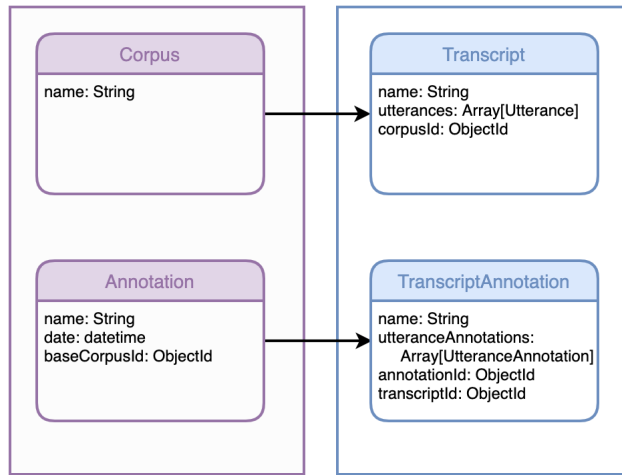 Corpus
name: String
Transcript
name: String
utterances: Array[Utterance]
corpusId: ObjectId
Annotation
name: String
date: datetime
baseCorpusId: ObjectId
TranscriptAnnotation
name: String
utteranceAnnotations:
Array[UtteranceAnnotation]
annotationId: ObjectId
transcriptId: ObjectId